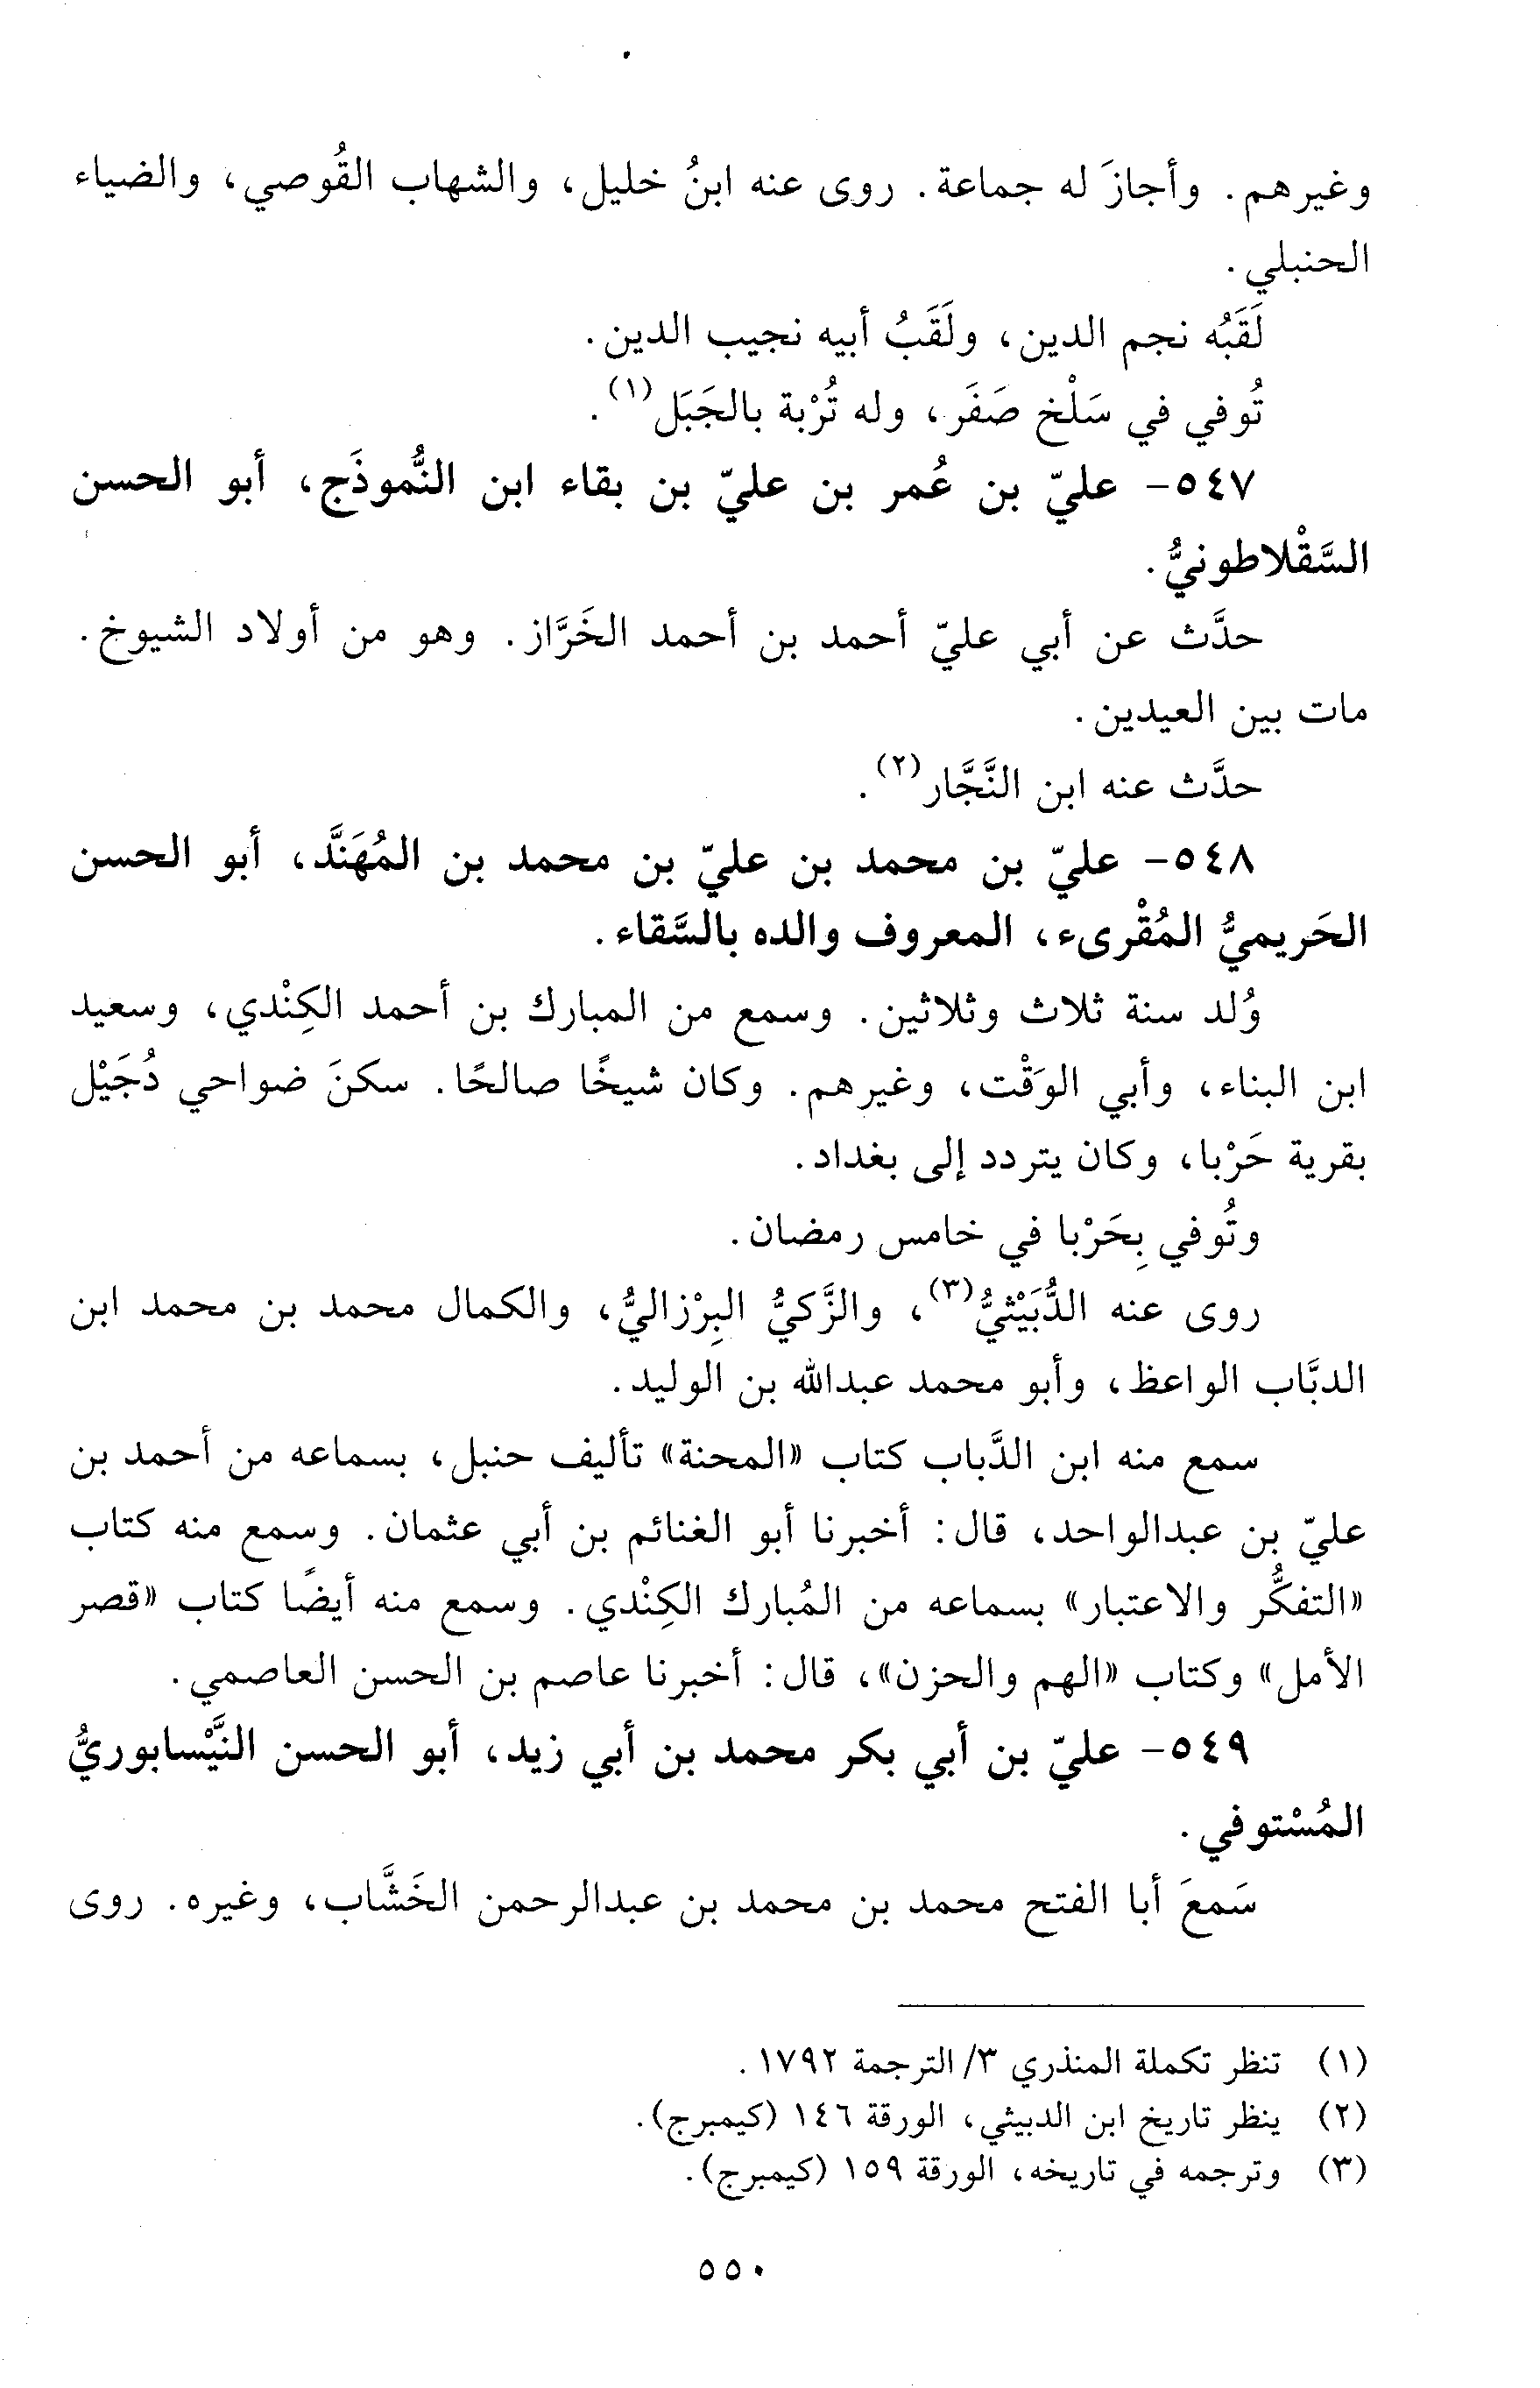 وغيرهم. وأجازَ له جماعة. روى عنه ابنُ خليل، والشهاب القُوصي، والضياء
الحنبلي.
لَقَبُه نجم الدين، ولَقَبُ أبيه نجيب الدين.
تُوفي في سَلْخ صَفَر، وله تُرْبة بالجَبَل(١).
٥٤٧- عليّ بن عُمر بن عليّ بن بقاء ابن النُّموذَج، أبو الحسن
السَّقْلاطونيُّ.
حدَّث عن أبي عليّ أحمد بن أحمد الخَرَّاز. وهو من أولاد الشيوخ.
مات بين العيدين.
حدَّث عنه ابن النَّجَّار(٢).
٥٤٨- عليّ بن محمد بن عليّ بن محمد بن المُهَنَّد، أبو الحسن
الحَريميُّ المُقْرىء، المعروف والده بالسَّقاء.
وُلد سنة ثلاث وثلاثين. وسمع من المبارك بن أحمد الكِنْدي، وسعيد
ابن البناء، وأبي الوَقْت، وغيرهم. وكان شيخًا صالحًا. سكنَ ضواحي دُجَيْل
بقرية حَرْبا، وكان يتردد إلى بغداد.
وتُوفي بِحَرْبا في خامس رمضان.
روى عنه الدُّبَيْثيُّ(٣)، والزَّكيُّ البِرْزاليُّ، والكمال محمد بن محمد ابن
الدبَّاب الواعظ، وأبو محمد عبدالله بن الوليد.
سمع منه ابن الدَّباب كتاب «المحنة» تأليف حنبل، بسماعه من أحمد بن
عليّ بن عبدالواحد، قال: أخبرنا أبو الغنائم بن أبي عثمان. وسمع منه كتاب
«التفكُّر والاعتبار» بسماعه من المُبارك الكِنْدي. وسمع منه أيضًا كتاب «قصر
الأمل» وكتاب «الهم والحزن»، قال: أخبرنا عاصم بن الحسن العاصمي.
٥٤٩- عليّ بن أبي بكر محمد بن أبي زيد، أبو الحسن النَّيْسابوريُّ
المُسْتوفي.
سَمعَ أبا الفتح محمد بن محمد بن عبدالرحمن الخَشَّاب، وغيره. روى
(١) تنظر تكملة المنذري ٣/ الترجمة ١٧٩٢.
(٢) ينظر تاريخ ابن الدبيثي، الورقة ١٤٦ (كيمبرج).
(٣) وترجمه في تاريخه، الورقة ١٥٩ (كيمبرج).
٥٥٠